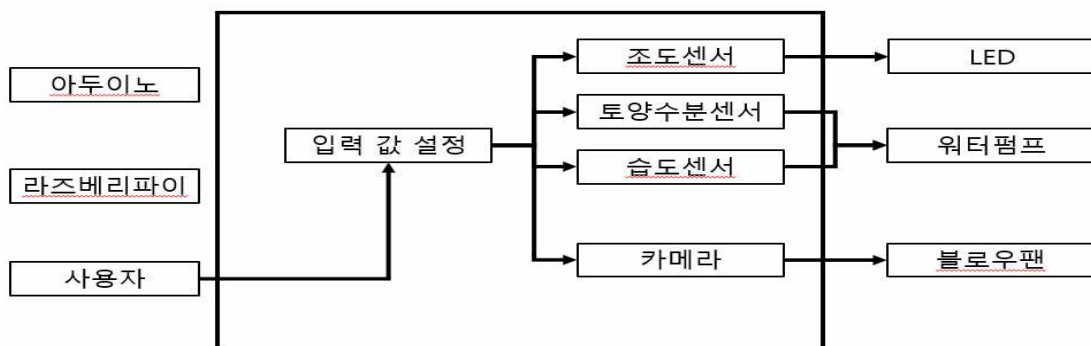 아두이노
라즈베리파이
사용자
입력 값 설정
조도센서
토양수분센서
습도센서
카메라
LED
워터펌프
블로우팬